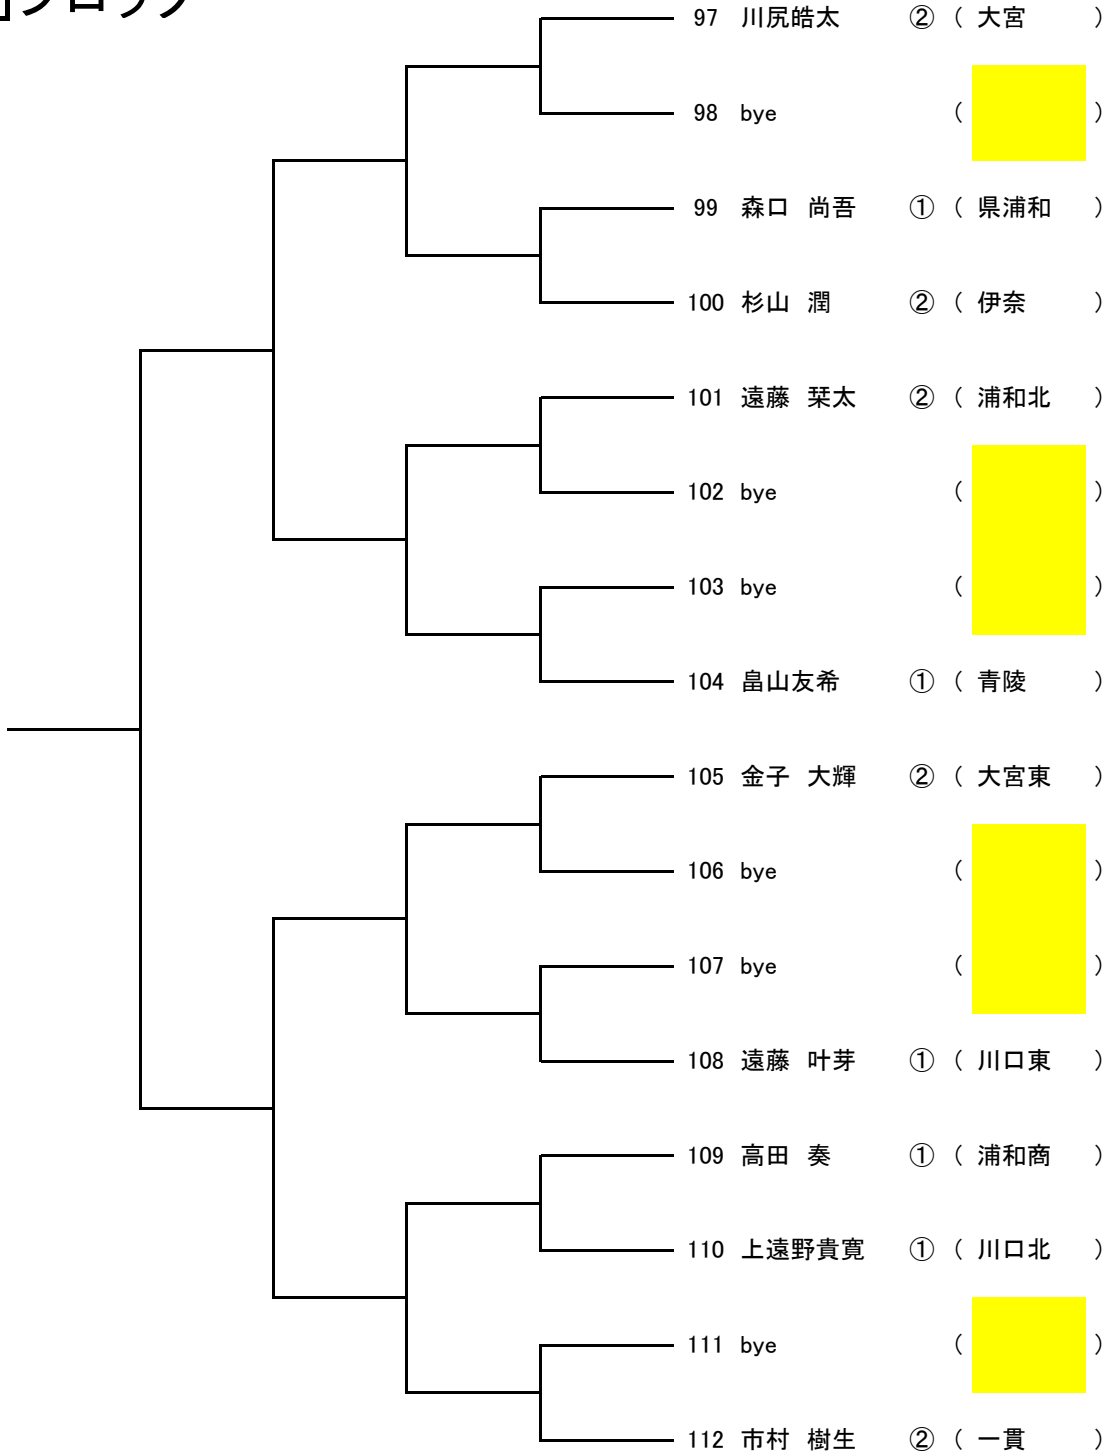 ブロック
97 川尻皓太 ② ( 大宮 )
98 bye ( )
99 森口 尚吾 ① ( 県浦和 )
100 杉山 潤 ② ( 伊奈 )
101 遠藤 栞太 ② ( 浦和北 )
102 bye ( )
103 bye ( )
104 畠山友希 ① ( 青陵 )
105 金子 大輝 ② ( 大宮東 )
106 bye ( )
107 bye ( )
108 遠藤 叶芽 ① ( 川口東 )
109 高田 奏 ① ( 浦和商 )
110 上遠野貴寛 ① ( 川口北 )
111 bye ( )
112 市村 樹生 ② ( 一貫 )